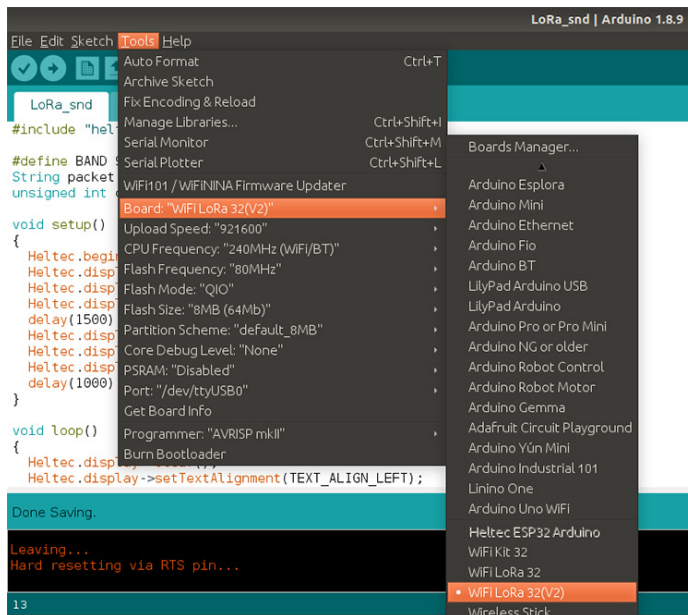 LoRa_snd | Arduino 1.8.9
File Edit Sketch Tools Help
LoRa_snd
#include "hel
#define BAND
String packet
unsigned int
void setup()
{
Heltec.begi
Heltec.disp
Heltec.disp
Heltec.disp
delay(1500)
Heltec.disp
Heltec.disp
Heltec.disp
delay(1000)
}
void loop()
{
Heltec.disp
Heltec.display->setTextAlignment(TEXT_ALIGN_LEFT);
Auto Format Ctrl+T
Archive Sketch
Fix Encoding & Reload
Manage Libraries... Ctrl+Shift+I
Serial Monitor Ctrl+Shift+M
Serial Plotter Ctrl+Shift+L
WiFi101 / WiFiNINA Firmware Updater
Board: "WiFi LoRa 32(V2)"
Upload Speed: "921600"
CPU Frequency: "240MHz (WiFi/BT)"
Flash Frequency: "80MHz"
Flash Mode: "QIO"
Flash Size: "8MB (64Mb)"
Partition Scheme: "default_8MB"
Core Debug Level: "None"
PSRAM: "Disabled"
Port: "/dev/ttyUSB0"
Get Board Info
Programmer: "AVRISP mkII"
Burn Bootloader
Boards Manager...
Arduino Esplora
Arduino Mini
Arduino Ethernet
Arduino Fio
Arduino BT
LilyPad Arduino USB
LilyPad Arduino
Arduino Pro or Pro Mini
Arduino NG or older
Arduino Robot Control
Arduino Robot Motor
Arduino Gemma
Adafruit Circuit Playground
Arduino Yún Mini
Arduino Industrial 101
Linino One
Arduino Uno WiFi
Heltec ESP32 Arduino
WiFi Kit 32
WiFi LoRa 32
WiFi LoRa 32(V2)
Wireless Stick
Done Saving.
Leaving...
Hard resetting via RTS pin...
13